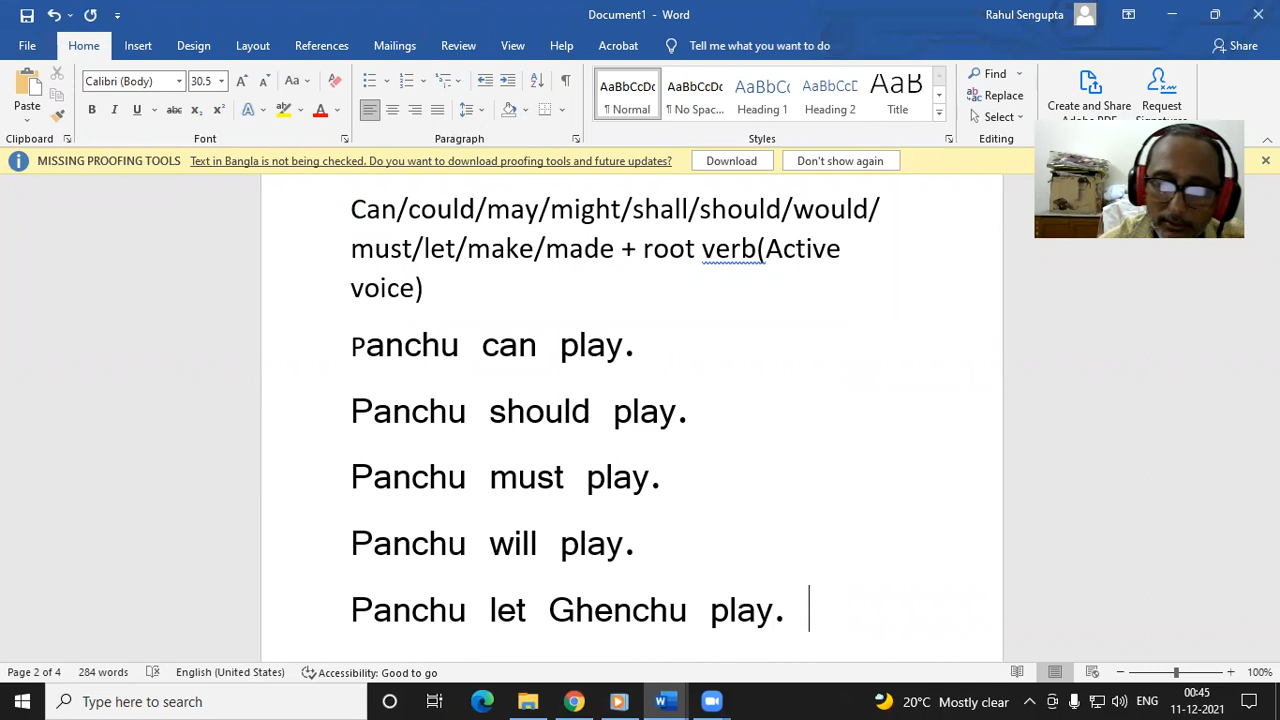 Document1 - Word
Rahul Sengupta
File Home Insert Design Layout References Mailings Review View Help Acrobat Tell me what you want to do Share
Paste
Calibri (Body) 30.5
Clipboard
Font
Paragraph
AaBbCcDc AaBbCcDc AaBbCc AaBbCcD AaB
¶ Normal ¶ No Spac... Heading 1 Heading 2 Title
Styles
Find
Replace
Select
Editing
Create and Share Request
MISSING PROOFING TOOLS Text in Bangla is not being checked. Do you want to download proofing tools and future updates? Download Don't show again
Can/could/may/might/shall/should/would/
must/let/make/made + root verb(Active
voice)
Panchu can play.
Panchu should play.
Panchu must play.
Panchu will play.
Panchu let Ghenchu play.
Page 2 of 4 284 words English (United States) Accessibility: Good to go 100%
Type here to search 20°C Mostly clear ENG 00:45
11-12-2021